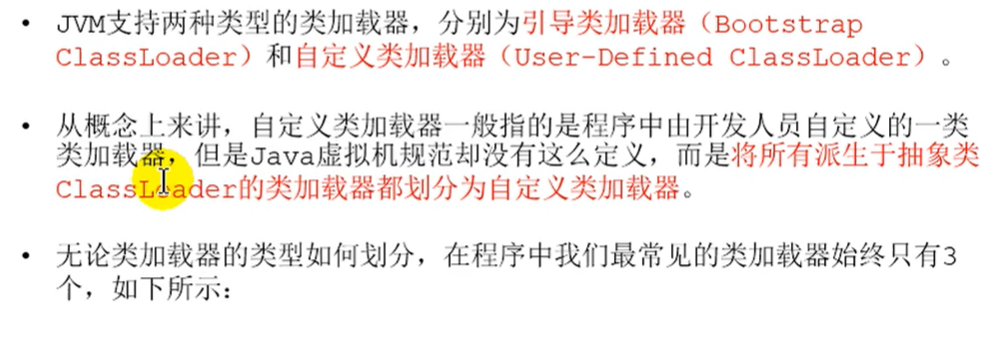 • JVM支持两种类型的类加载器，分别为引导类加载器（Bootstrap
ClassLoader）和自定义类加载器（User-Defined ClassLoader）。
• 从概念上来讲，自定义类加载器一般指的是程序中由开发人员自定义的一类
类加载器，但是Java虚拟机规范却没有这么定义，而是将所有派生于抽象类
ClassLoader的类加载器都划分为自定义类加载器。
• 无论类加载器的类型如何划分，在程序中我们最常见的类加载器始终只有3
个，如下所示：